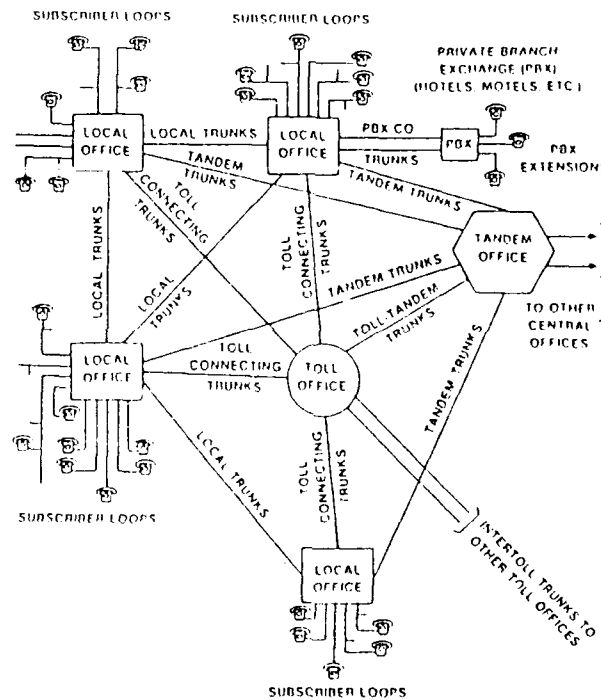 SUBSCRIBER LOOPS
SUBSCRIBER LOOPS
PRIVATE BRANCH
EXCHANGE (PBX)
(HOTELS, MOTELS, ETC)
LOCAL
OFFICE
LOCAL TRUNKS
LOCAL
OFFICE
PBX CO
TRUNKS
PBX
PBX
EXTENSION
TANDEM
TRUNKS
TANDEM TRUNKS
TOLL
CONNECTING
TRUNKS
TANDEM
OFFICE
LOCAL TRUNKS
LOCAL
TRUNKS
TOLL
CONNECTING
TRUNKS
TANDEM TRUNKS
TOLL-TANDEM
TRUNKS
TO OTHER
CENTRAL
OFFICES
LOCAL
OFFICE
TOLL
CONNECTING
TRUNKS
TOLL
OFFICE
TANDEM TRUNKS
LOCAL TRUNKS
TOLL
CONNECTING
TRUNKS
SUBSCRIBER LOOPS
INTERTOLL TRUNKS TO
OTHER TOLL OFFICES
LOCAL
OFFICE
SUBSCRIBER LOOPS